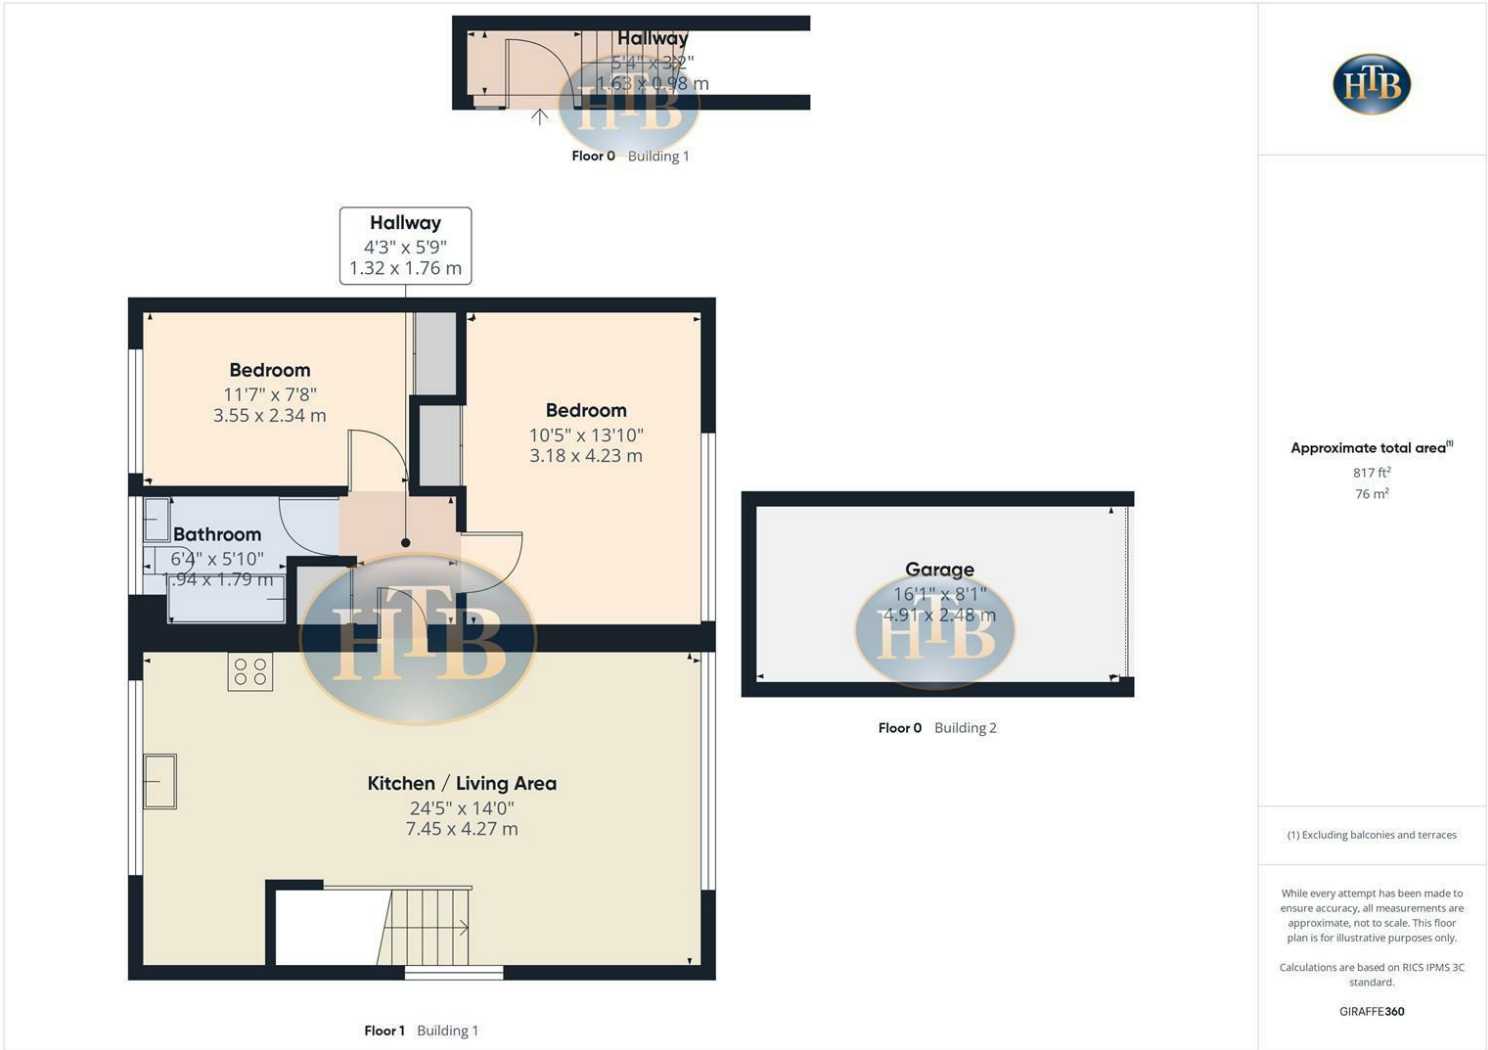 Hallway
5'4" x 3'2"
1.63 x 0.98 m
HTB
Floor 0 Building 1
HTB
Hallway
4'3" x 5'9"
1.32 x 1.76 m
Bedroom
11'7" x 7'8"
3.55 x 2.34 m
Bedroom
10'5" x 13'10"
3.18 x 4.23 m
Bathroom
6'4" x 5'10"
1.94 x 1.79 m
HTB
Kitchen / Living Area
24'5" x 14'0"
7.45 x 4.27 m
Floor 1 Building 1
Garage
16'1" x 8'1"
4.91 x 2.48 m
HTB
Floor 0 Building 2
Approximate total area(1)
817 ft²
76 m²
(1) Excluding balconies and terraces
While every attempt has been made to
ensure accuracy, all measurements are
approximate, not to scale. This floor
plan is for illustrative purposes only.
Calculations are based on RICS IPMS 3C
standard.
GIRAFFE360